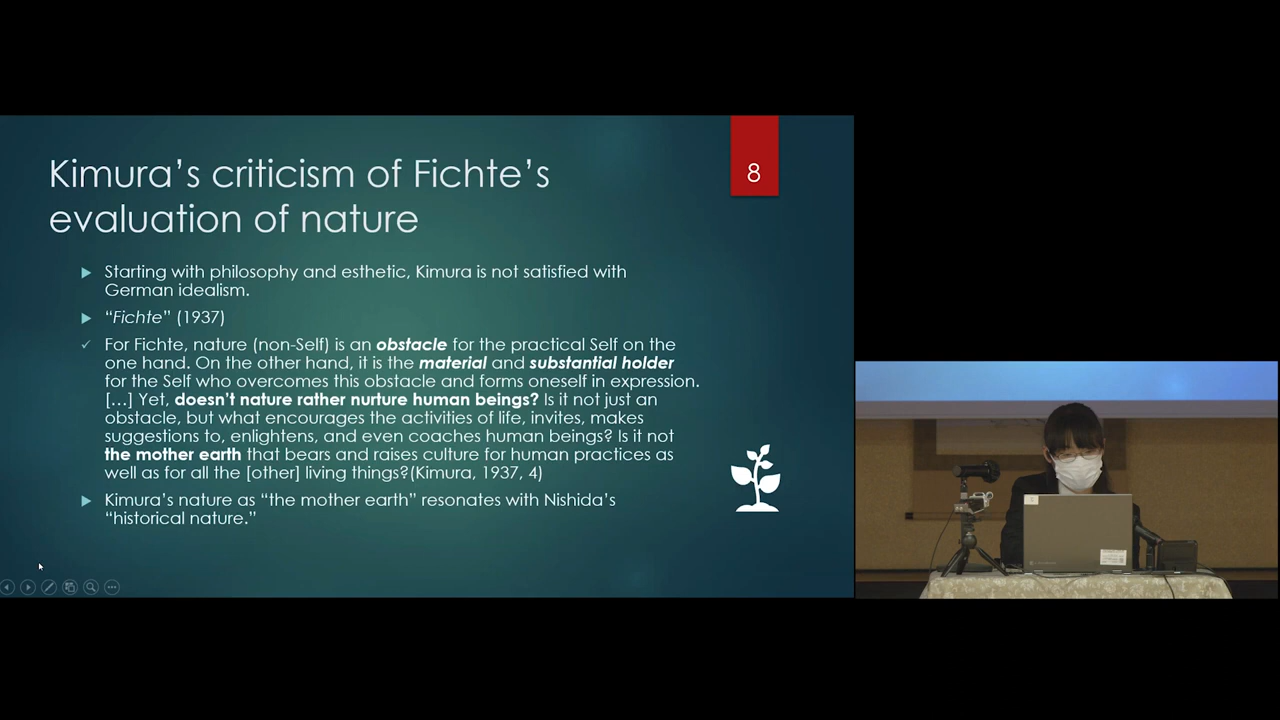 Kimura's criticism of Fichte's
evaluation of nature
8
Starting with philosophy and esthetic, Kimura is not satisfied with
German idealism.
“Fichte” (1937)
For Fichte, nature (non-Self) is an obstacle for the practical Self on the
one hand. On the other hand, it is the material and substantial holder
for the Self who overcomes this obstacle and forms oneself in expression.
[…] Yet, doesn't nature rather nurture human beings? Is it not just an
obstacle, but what encourages the activities of life, invites, makes
suggestions to, enlightens, and even coaches human beings? Is it not
the mother earth that bears and raises culture for human practices as
well as for all the [other] living things?(Kimura, 1937, 4)
Kimura's nature as “the mother earth” resonates with Nishida's
“historical nature.”